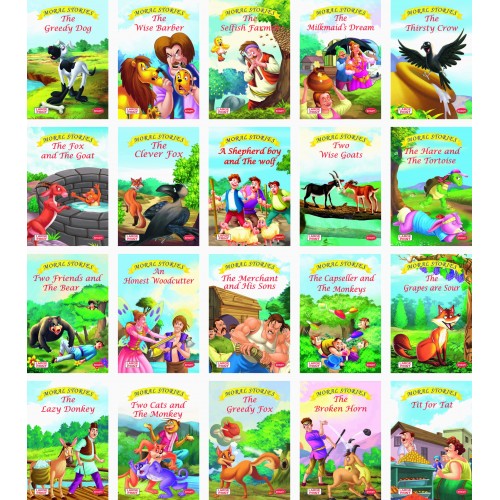 MORAL STORIES
The
Greedy Dog
MORAL STORIES
The
Wise Barber
MORAL STORIES
The
Selfish Farmer
MORAL STORIES
The
Milkmaid's Dream
MORAL STORIES
The
Thirsty Crow
MORAL STORIES
The Fox
and The Goat
MORAL STORIES
The
Clever Fox
MORAL STORIES
A Shepherd boy
and The wolf
MORAL STORIES
Two
Wise Goats
MORAL STORIES
The Hare and
The Tortoise
MORAL STORIES
Two Friends and
The Bear
MORAL STORIES
An
Honest Woodcutter
MORAL STORIES
The Merchant
and His Sons
MORAL STORIES
The Capseller and
The Monkeys
MORAL STORIES
The
Grapes are Sour
MORAL STORIES
The
Lazy Donkey
MORAL STORIES
Two Cats and
The Monkey
MORAL STORIES
The
Greedy Fox
MORAL STORIES
The
Broken Horn
MORAL STORIES
Tit for Tat